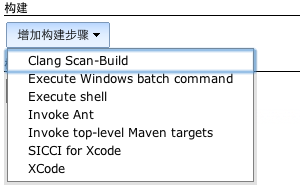 构建
增加构建步骤
Clang Scan-Build
Execute Windows batch command
Execute shell
Invoke Ant
Invoke top-level Maven targets
SICCI for Xcode
XCode